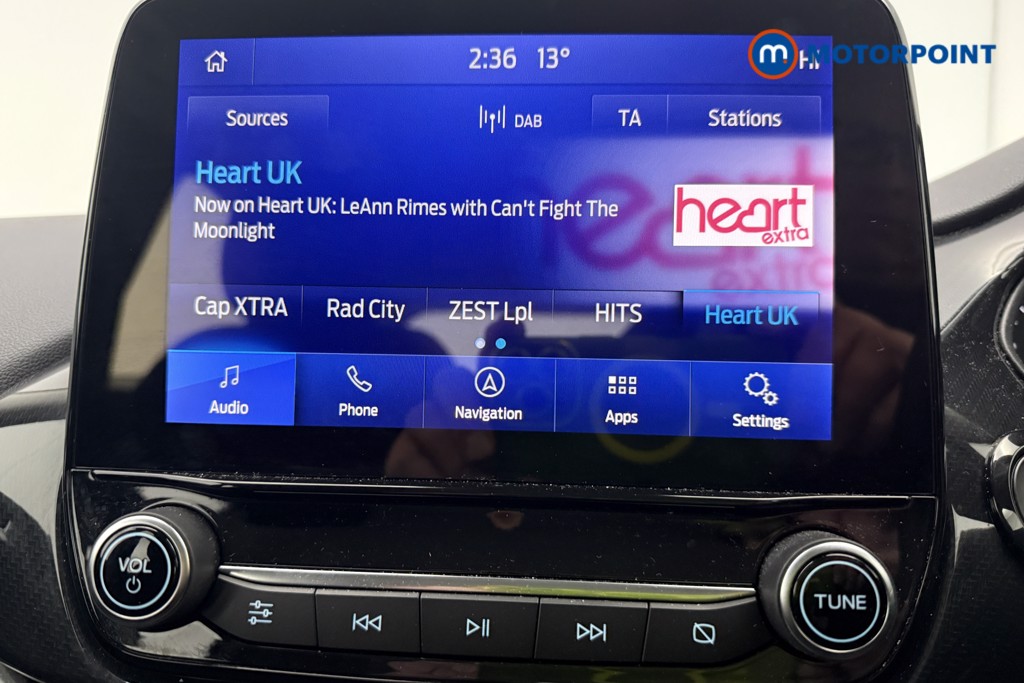 2:36 13°
MOTORPOINT
Sources
DAB
TA
Stations
Heart UK
Now on Heart UK: LeAnn Rimes with Can't Fight The
Moonlight
heart
extra
Cap XTRA
Rad City
ZEST Lpl
HITS
Heart UK
Audio
Phone
Navigation
Apps
Settings
VOL
TUNE